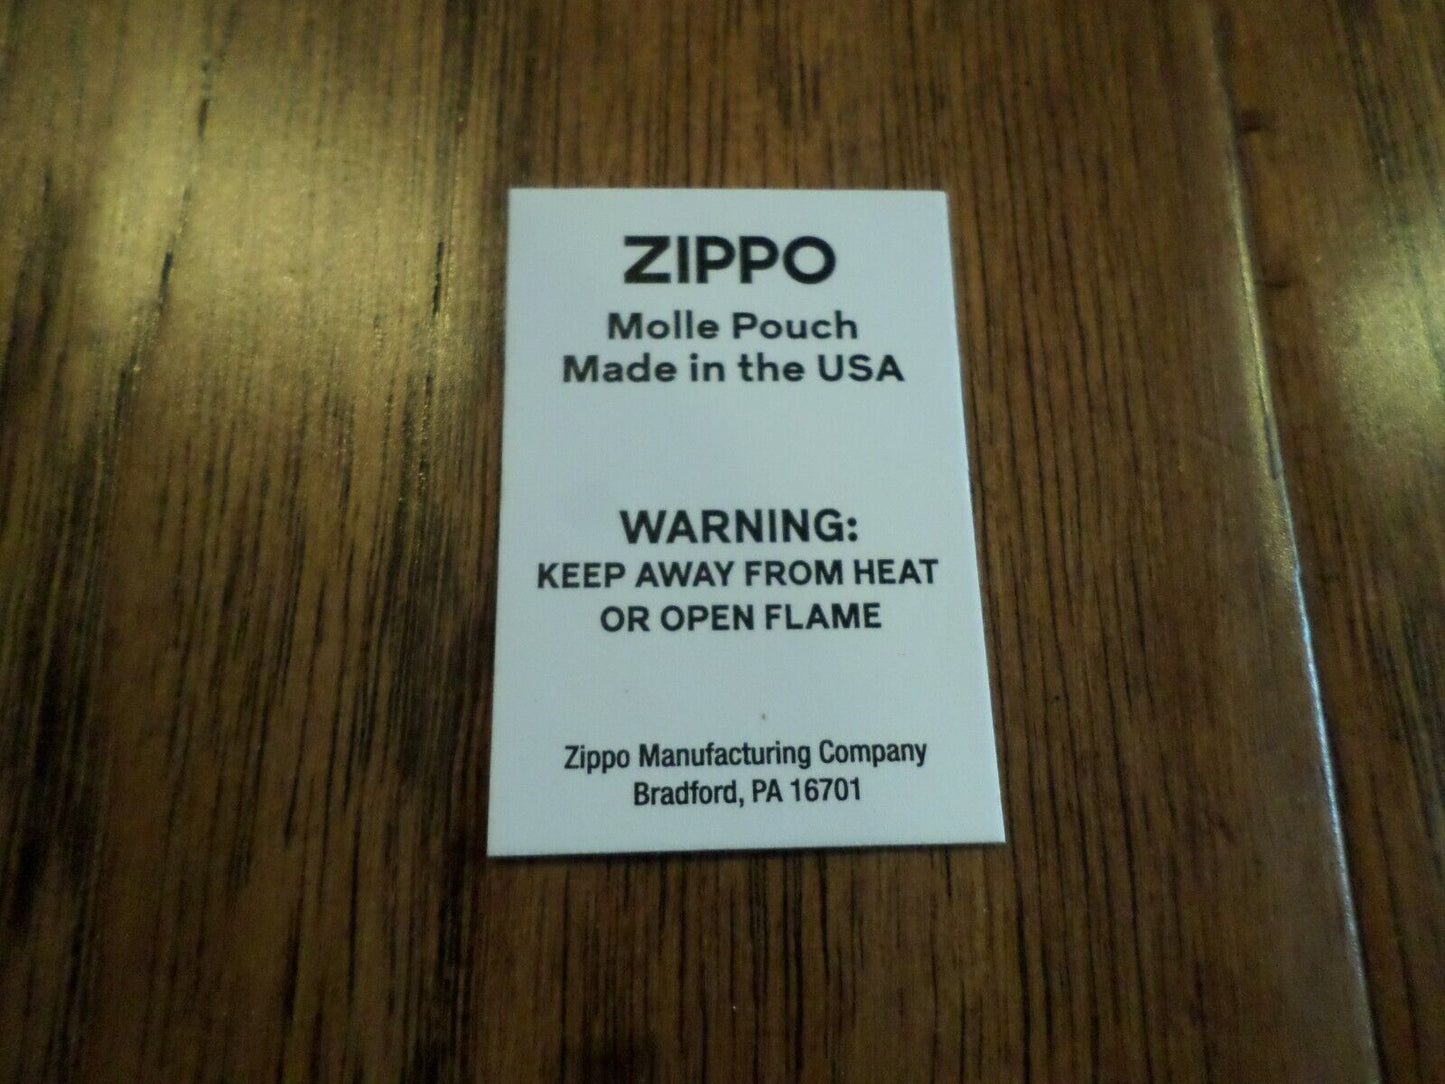 ZIPPO
Molle Pouch
Made in the USA
WARNING:
KEEP AWAY FROM HEAT
OR OPEN FLAME
Zippo Manufacturing Company
Bradford, PA 16701